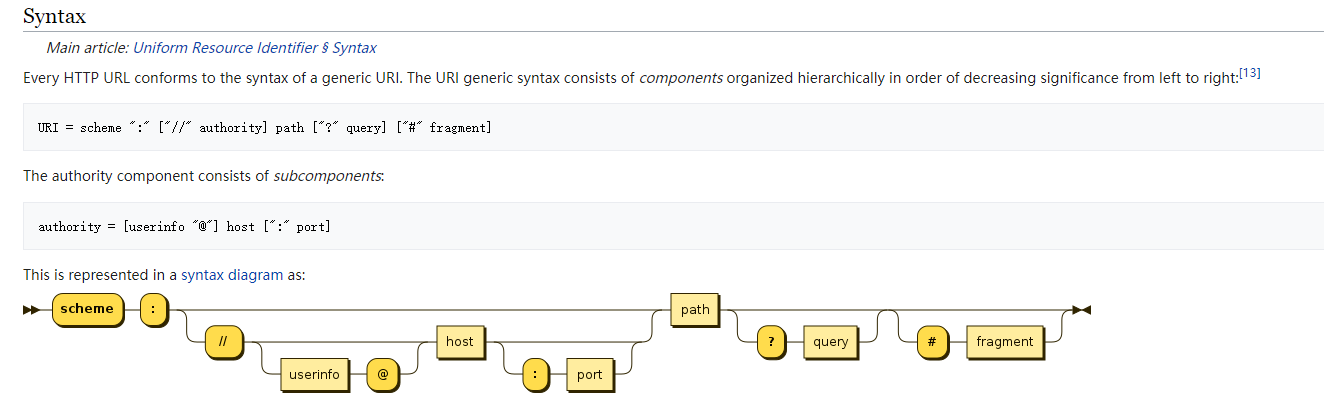 Syntax
Main article: Uniform Resource Identifier § Syntax
Every HTTP URL conforms to the syntax of a generic URI. The URI generic syntax consists of components organized hierarchically in order of decreasing significance from left to right:[13]
URI = scheme ":" ["//" authority] path ["?" query] ["#" fragment]
The authority component consists of subcomponents:
authority = [userinfo "@"] host [":" port]
This is represented in a syntax diagram as:
scheme : path
// host ? query # fragment
userinfo @ : port